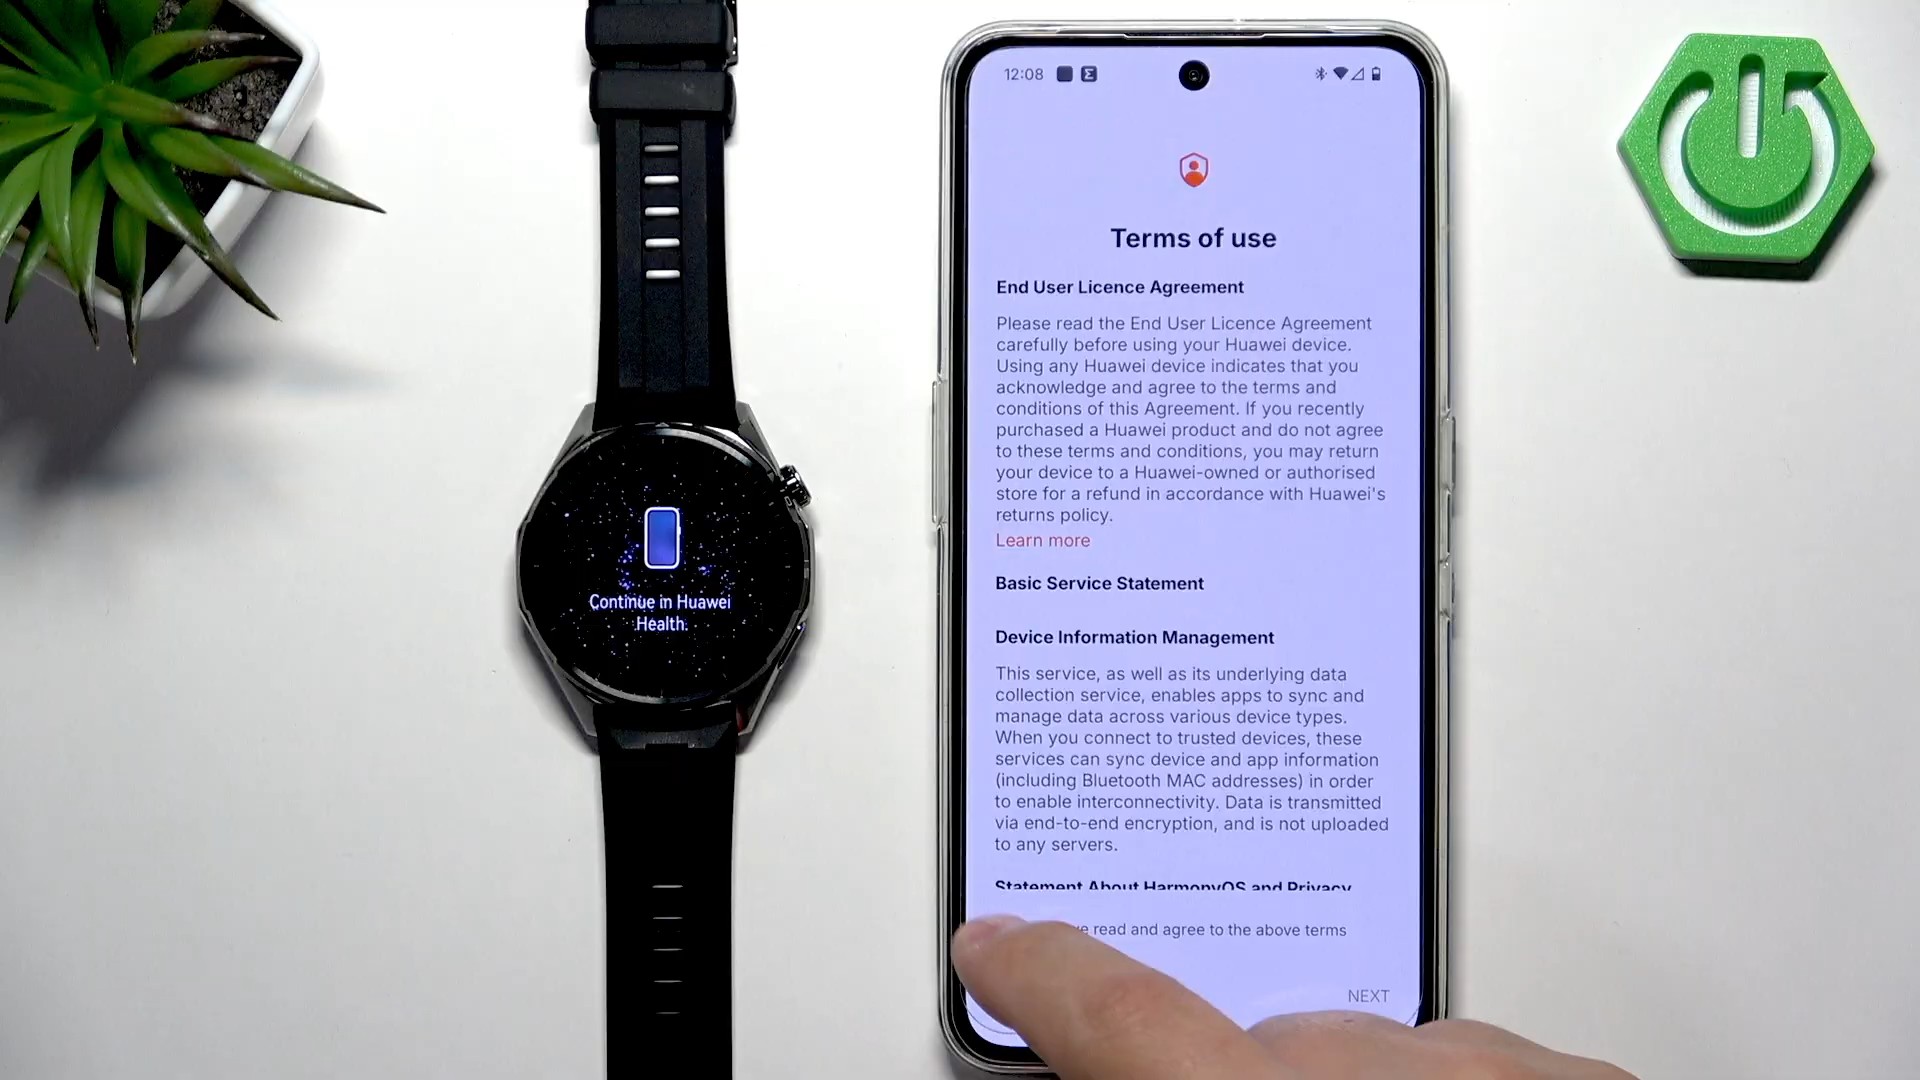 12:08
Terms of use
End User Licence Agreement
Please read the End User Licence Agreement
carefully before using your Huawei device.
Using any Huawei device indicates that you
acknowledge and agree to the terms and
conditions of this Agreement. If you recently
purchased a Huawei product and do not agree
to these terms and conditions, you may return
your device to a Huawei-owned or authorised
store for a refund in accordance with Huawei's
returns policy.
Learn more
Basic Service Statement
Device Information Management
This service, as well as its underlying data
collection service, enables apps to sync and
manage data across various device types.
When you connect to trusted devices, these
services can sync device and app information
(including Bluetooth MAC addresses) in order
to enable interconnectivity. Data is transmitted
via end-to-end encryption, and is not uploaded
to any servers.
Statement About HarmonyOS and Privacy
read and agree to the above terms
NEXT
Continue in Huawei
Health.